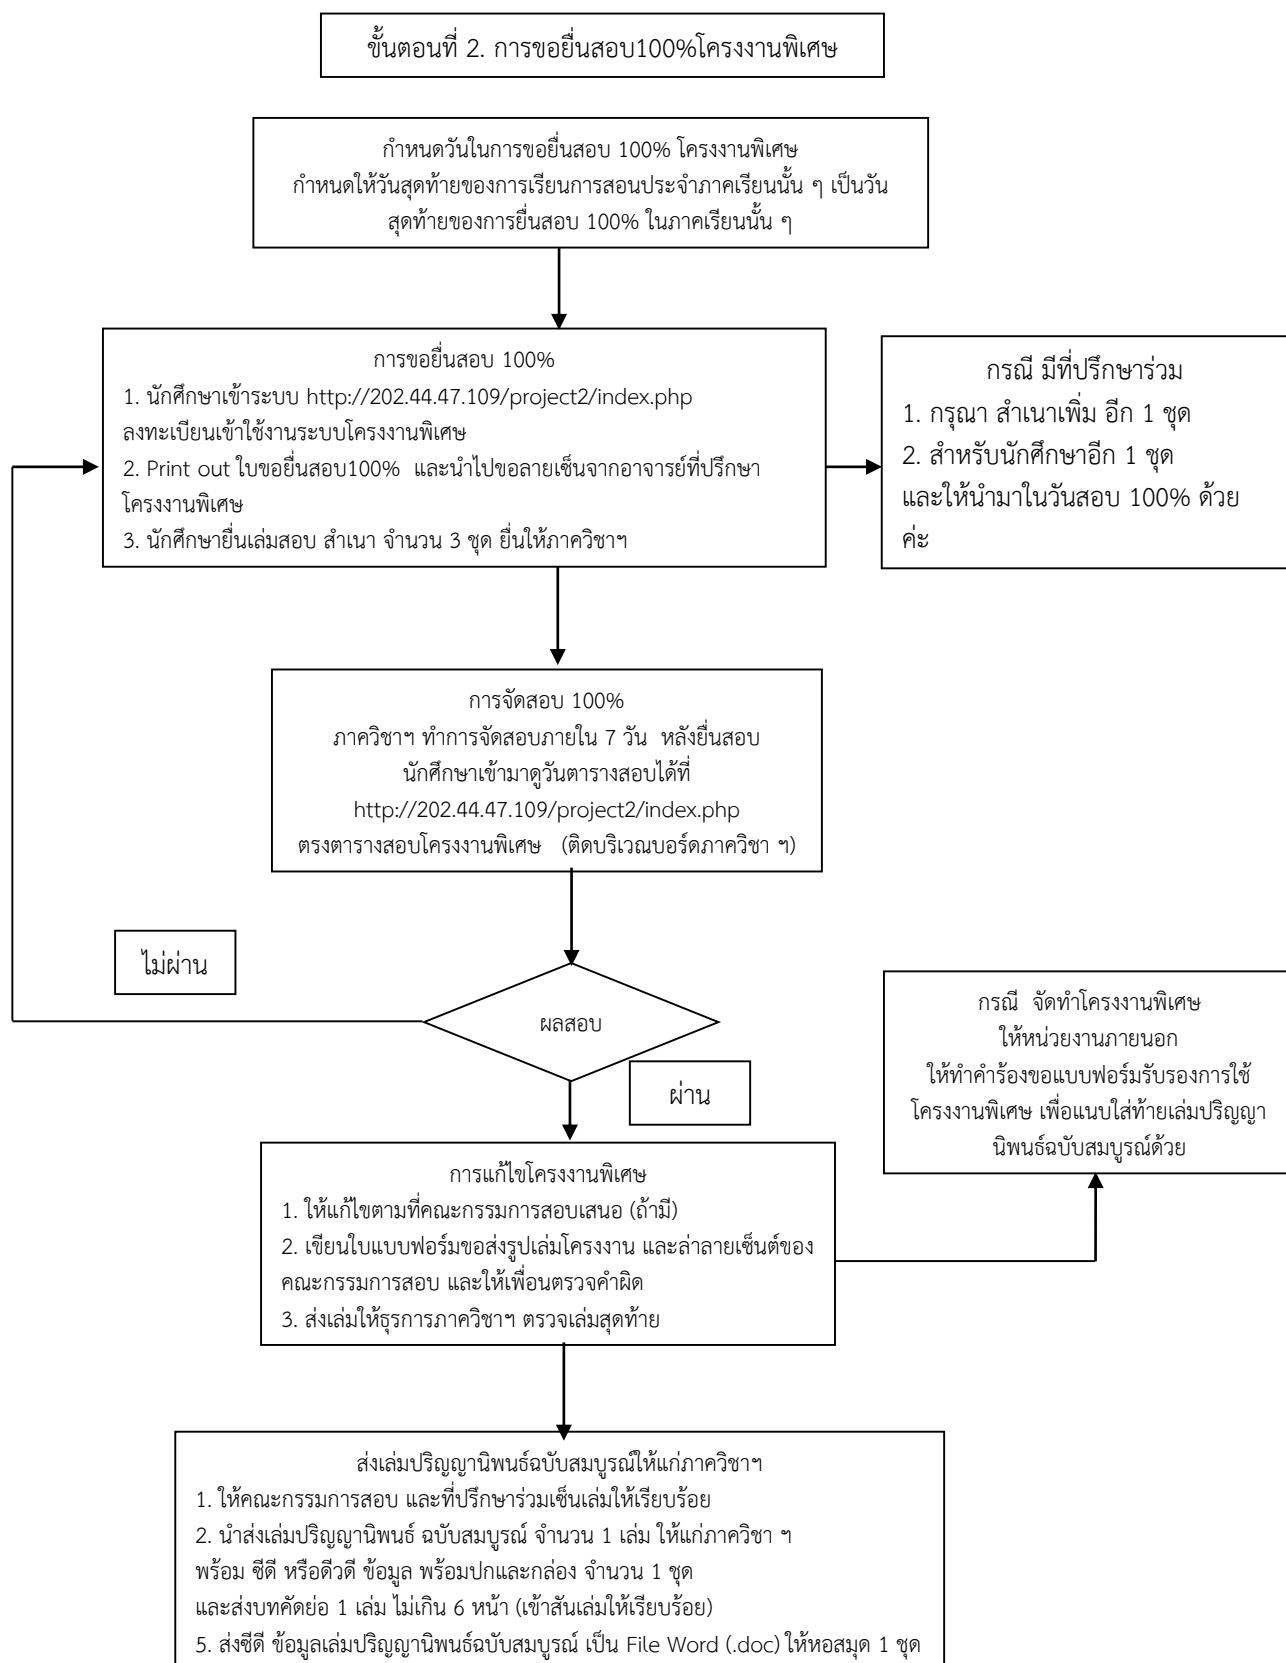 ขั้นตอนที่ 2. การขอยื่นสอบ100%โครงงานพิเศษ
กำหนดวันในการขอยื่นสอบ 100% โครงงานพิเศษ
กำหนดให้วันสุดท้ายของการเรียนการสอนประจำภาคเรียนนั้น ๆ เป็นวัน
สุดท้ายของการยื่นสอบ 100% ในภาคเรียนนั้น ๆ
การขอยื่นสอบ 100%
1. นักศึกษาเข้าระบบ http://202.44.47.109/project2/index.php
ลงทะเบียนเข้าใช้งานระบบโครงงานพิเศษ
2. Print out ใบขอยื่นสอบ100% และนำไปขอลายเซ็นจากอาจารย์ที่ปรึกษา
โครงงานพิเศษ
3. นักศึกษายื่นเล่มสอบ สำเนา จำนวน 3 ชุด ยื่นให้ภาควิชาฯ
กรณี มีที่ปรึกษาร่วม
1. กรุณา สำเนาเพิ่ม อีก 1 ชุด
2. สำหรับนักศึกษาอีก 1 ชุด
และให้นำมาในวันสอบ 100% ด้วย
ค่ะ
การจัดสอบ 100%
ภาควิชาฯ ทำการจัดสอบภายใน 7 วัน หลังยื่นสอบ
นักศึกษาเข้ามาดูวันตารางสอบได้ที่
http://202.44.47.109/project2/index.php
ตรงตารางสอบโครงงานพิเศษ (ติดบริเวณบอร์ดภาควิชา ฯ)
ไม่ผ่าน
ผลสอบ
ผ่าน
กรณี จัดทำโครงงานพิเศษ
ให้หน่วยงานภายนอก
ให้ทำคำร้องขอแบบฟอร์มรับรองการใช้
โครงงานพิเศษ เพื่อแนบใส่ท้ายเล่มปริญญา
นิพนธ์ฉบับสมบูรณ์ด้วย
การแก้ไขโครงงานพิเศษ
1. ให้แก้ไขตามที่คณะกรรมการสอบเสนอ (ถ้ามี)
2. เขียนใบแบบฟอร์มขอส่งรูปเล่มโครงงาน และล่าลายเซ็นต์ของ
คณะกรรมการสอบ และให้เพื่อนตรวจคำผิด
3. ส่งเล่มให้ธุรการภาควิชาฯ ตรวจเล่มสุดท้าย
ส่งเล่มปริญญานิพนธ์ฉบับสมบูรณ์ให้แก่ภาควิชาฯ
1. ให้คณะกรรมการสอบ และที่ปรึกษาร่วมเซ็นเล่มให้เรียบร้อย
2. นำส่งเล่มปริญญานิพนธ์ ฉบับสมบูรณ์ จำนวน 1 เล่ม ให้แก่ภาควิชา ฯ
พร้อม ซีดี หรือดีวดี ข้อมูล พร้อมปกและกล่อง จำนวน 1 ชุด
และส่งบทคัดย่อ 1 เล่ม ไม่เกิน 6 หน้า (เข้าสันเล่มให้เรียบร้อย)
5. ส่งซีดี ข้อมูลเล่มปริญญานิพนธ์ฉบับสมบูรณ์ เป็น File Word (.doc) ให้หอสมุด 1 ชุด